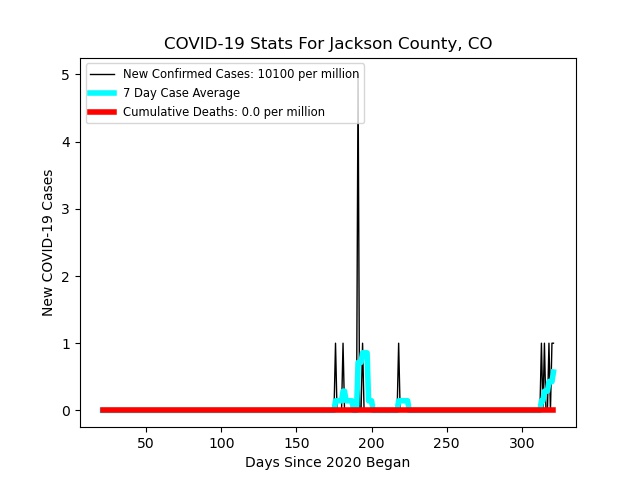 COVID-19 Stats For Jackson County, CO
New Confirmed Cases: 10100 per million
7 Day Case Average
Cumulative Deaths: 0.0 per million
New COVID-19 Cases
5
4
3
2
1
0
50 100 150 200 250 300
Days Since 2020 Began